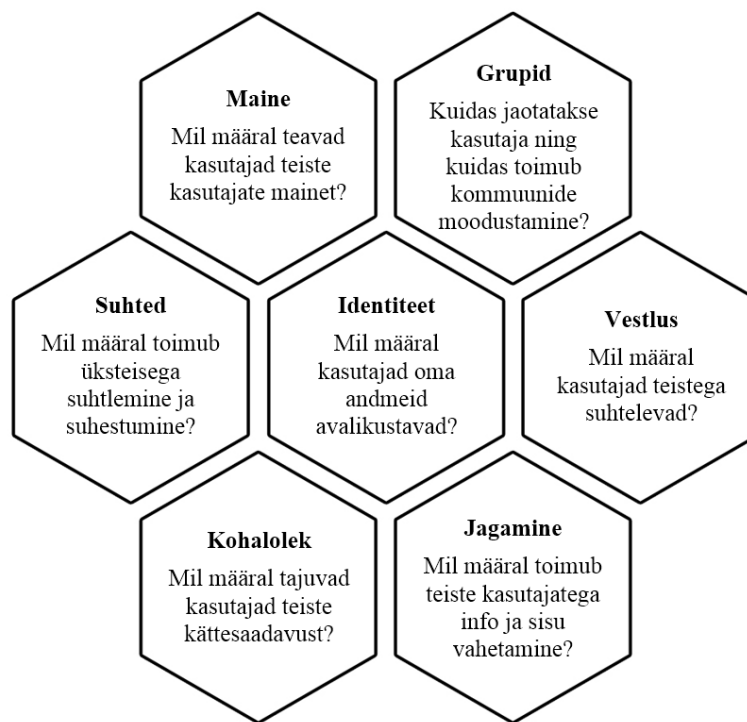 Maine
Mil määral teavad
kasutajad teiste
kasutajate mainet?
Grupid
Kuidas jaotatakse
kasutaja ning
kuidas toimub
kommuunide
moodustamine?
Suhted
Mil määral toimub
üksteisega
suhtlemine ja
suhestumine?
Identiteet
Mil määral
kasutajad oma
andmeid
avalikustavad?
Vestlus
Mil määral
kasutajad teistega
suhtelevad?
Kohalolek
Mil määral tajuvad
kasutajad teiste
kättesaadavust?
Jagamine
Mil määral toimub
teiste kasutajatega
info ja sisu
vahetamine?